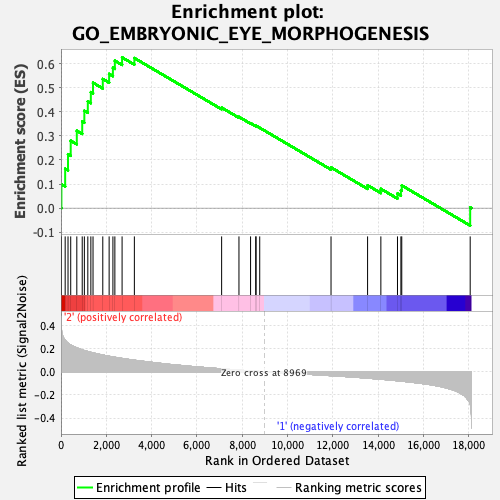 Enrichment plot:
GO_EMBRYONIC_EYE_MORPHOGENESIS
Enrichment score (ES)
0.6
0.5
0.4
0.3
0.2
0.1
0.0
-0.1
'2' (positively correlated)
Ranked list metric (Signal2Noise)
0.4
0.2
0.0
-0.2
-0.4
Zero cross at 8969
'1' (negatively correlated)
0
2,000
4,000
6,000
8,000
10,000
12,000
14,000
16,000
18,000
Rank in Ordered Dataset
Enrichment profile
Hits
Ranking metric scores